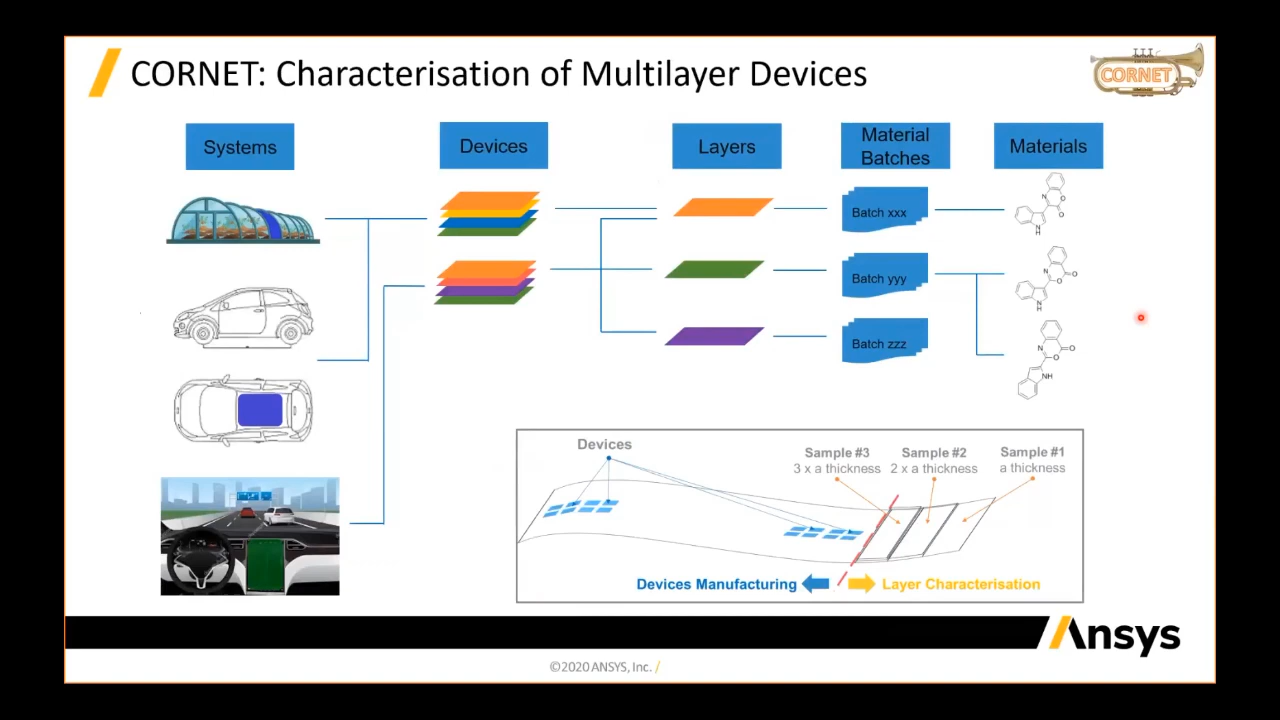 CORNET: Characterisation of Multilayer Devices
CORNET
Systems
Devices
Layers
Material
Batches
Materials
Batch xxx
Batch yyy
Batch zzz
N
O
O
N
H
N
O
O
N
H
N
O
O
NH
Devices
Sample #3
3 x a thickness
Sample #2
2 x a thickness
Sample #1
a thickness
Devices Manufacturing
Layer Characterisation
Ansys
©2020 ANSYS, Inc. /